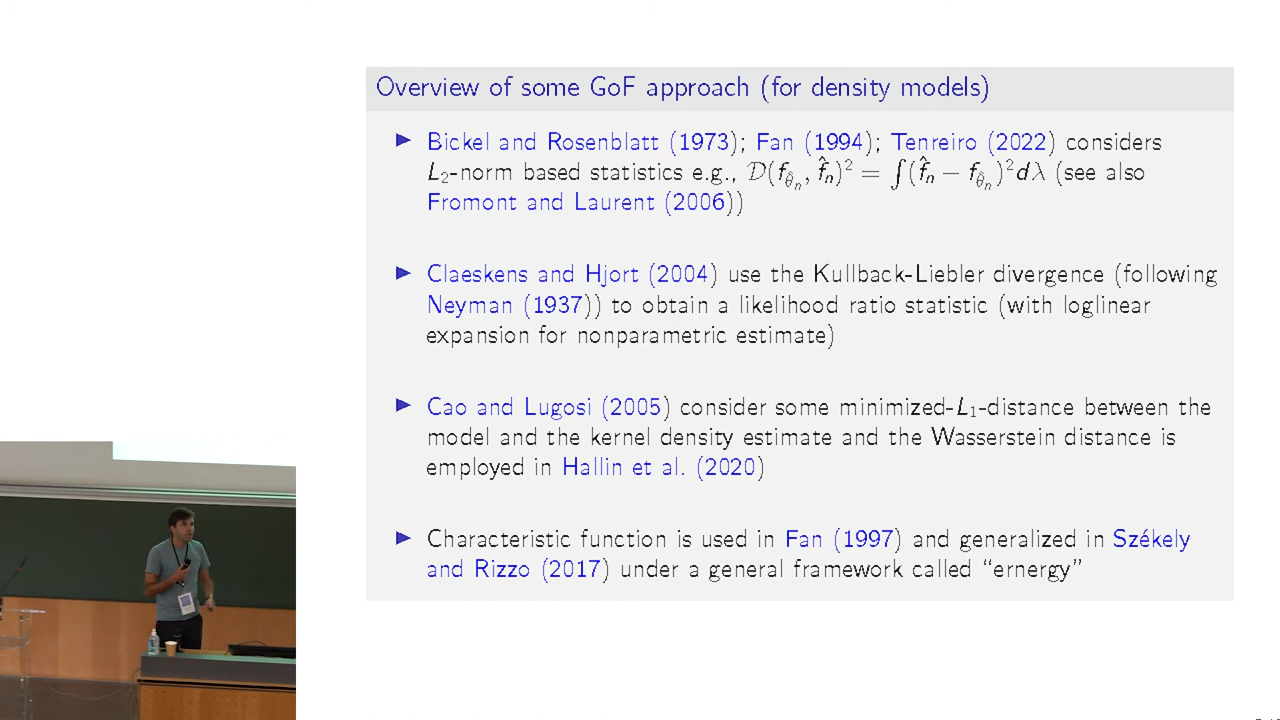 Overview of some GoF approach (for density models)
▶ Bickel and Rosenblatt (1973); Fan (1994); Tenreiro (2022) considers
L₂-norm based statistics e.g., 𝒟(f_{θ̂ₙ}, f̂ₙ)² = ∫(f̂ₙ − f_{θ̂ₙ})²dλ (see also
Fromont and Laurent (2006))
▶ Claeskens and Hjort (2004) use the Kullback-Liebler divergence (following
Neyman (1937)) to obtain a likelihood ratio statistic (with loglinear
expansion for nonparametric estimate)
▶ Cao and Lugosi (2005) consider some minimized-L₁-distance between the
model and the kernel density estimate and the Wasserstein distance is
employed in Hallin et al. (2020)
▶ Characteristic function is used in Fan (1997) and generalized in Székely
and Rizzo (2017) under a general framework called “ernergy”